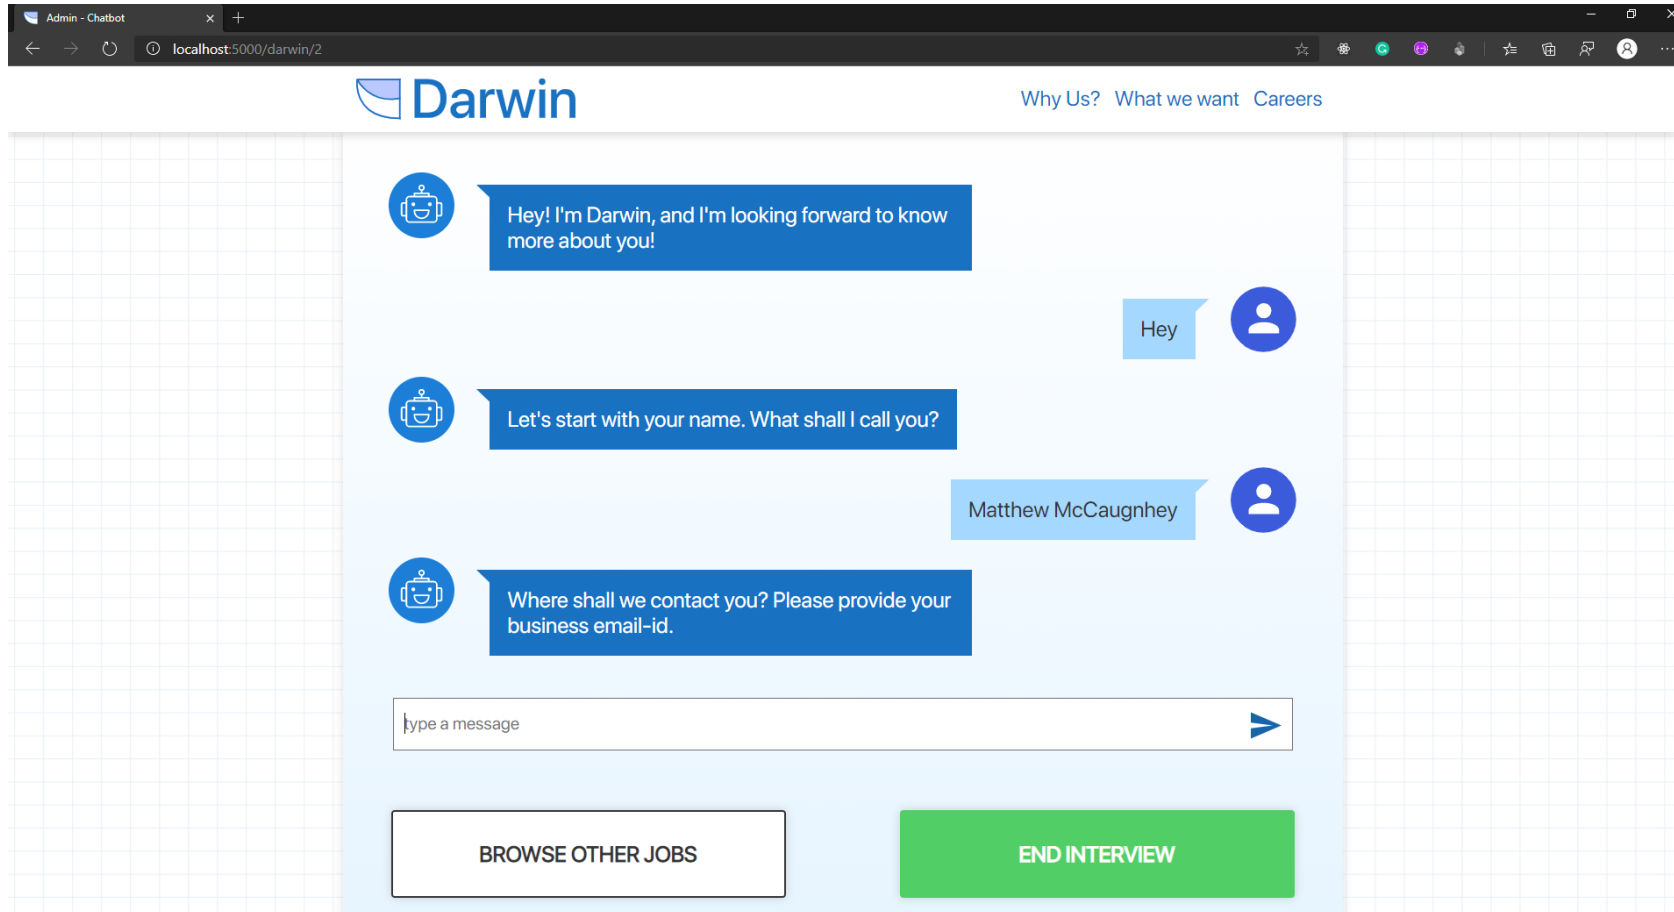 Admin - Chatbot
localhost:5000/darwin/2
Darwin
Why Us? What we want Careers
Hey! I'm Darwin, and I'm looking forward to know
more about you!
Hey
Let's start with your name. What shall I call you?
Matthew McCaugnhey
Where shall we contact you? Please provide your
business email-id.
type a message
BROWSE OTHER JOBS
END INTERVIEW